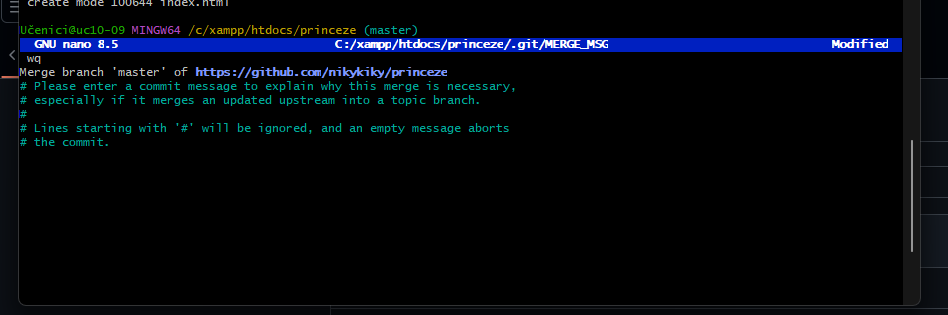 create mode 100644 index.html
Učenici@uc10-09 MINGW64 /c/xampp/htdocs/princeze (master)
GNU nano 8.5 C:/xampp/htdocs/princeze/.git/MERGE_MSG Modified
wq
Merge branch 'master' of https://github.com/nikykiky/princeze
# Please enter a commit message to explain why this merge is necessary,
# especially if it merges an updated upstream into a topic branch.
#
# Lines starting with '#' will be ignored, and an empty message aborts
# the commit.